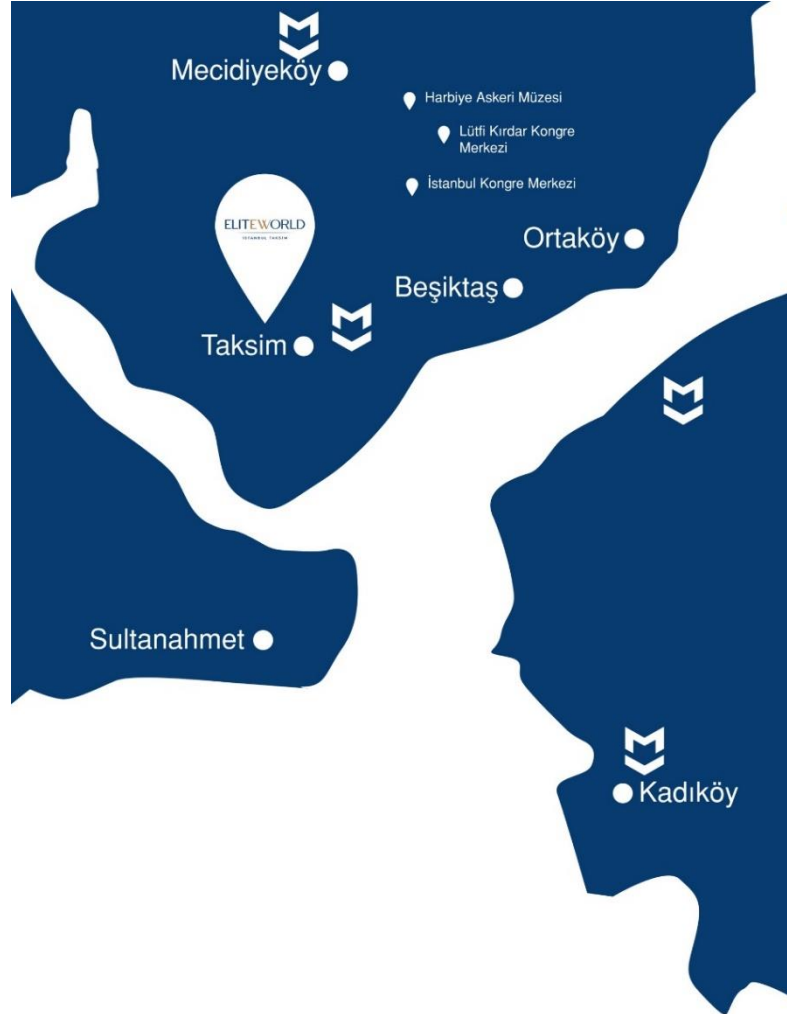 Mecidiyeköy
Harbiye Askeri Müzesi
Lütfi Kırdar Kongre
Merkezi
İstanbul Kongre Merkezi
ELITEWORLD
ISTANBUL TAKSIM
Ortaköy
Beşiktaş
Taksim
Sultanahmet
Kadıköy